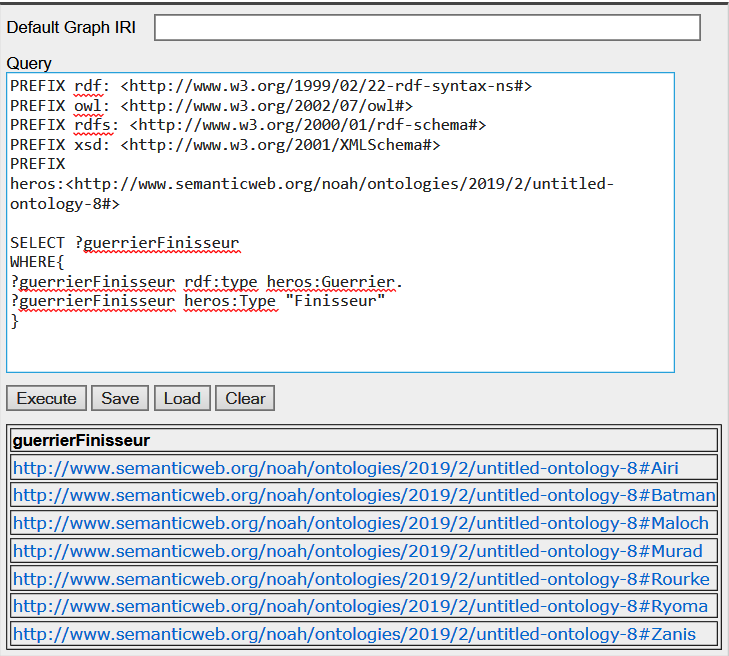 Default Graph IRI
Query
PREFIX rdf: <http://www.w3.org/1999/02/22-rdf-syntax-ns#>
PREFIX owl: <http://www.w3.org/2002/07/owl#>
PREFIX rdfs: <http://www.w3.org/2000/01/rdf-schema#>
PREFIX xsd: <http://www.w3.org/2001/XMLSchema#>
PREFIX
heros:<http://www.semanticweb.org/noah/ontologies/2019/2/untitled-
ontology-8#>
SELECT ?guerrierFinisseur
WHERE{
?guerrierFinisseur rdf:type heros:Guerrier.
?guerrierFinisseur heros:Type "Finisseur"
}
Execute Save Load Clear
guerrierFinisseur
http://www.semanticweb.org/noah/ontologies/2019/2/untitled-ontology-8#Airi
http://www.semanticweb.org/noah/ontologies/2019/2/untitled-ontology-8#Batman
http://www.semanticweb.org/noah/ontologies/2019/2/untitled-ontology-8#Maloch
http://www.semanticweb.org/noah/ontologies/2019/2/untitled-ontology-8#Murad
http://www.semanticweb.org/noah/ontologies/2019/2/untitled-ontology-8#Rourke
http://www.semanticweb.org/noah/ontologies/2019/2/untitled-ontology-8#Ryoma
http://www.semanticweb.org/noah/ontologies/2019/2/untitled-ontology-8#Zanis